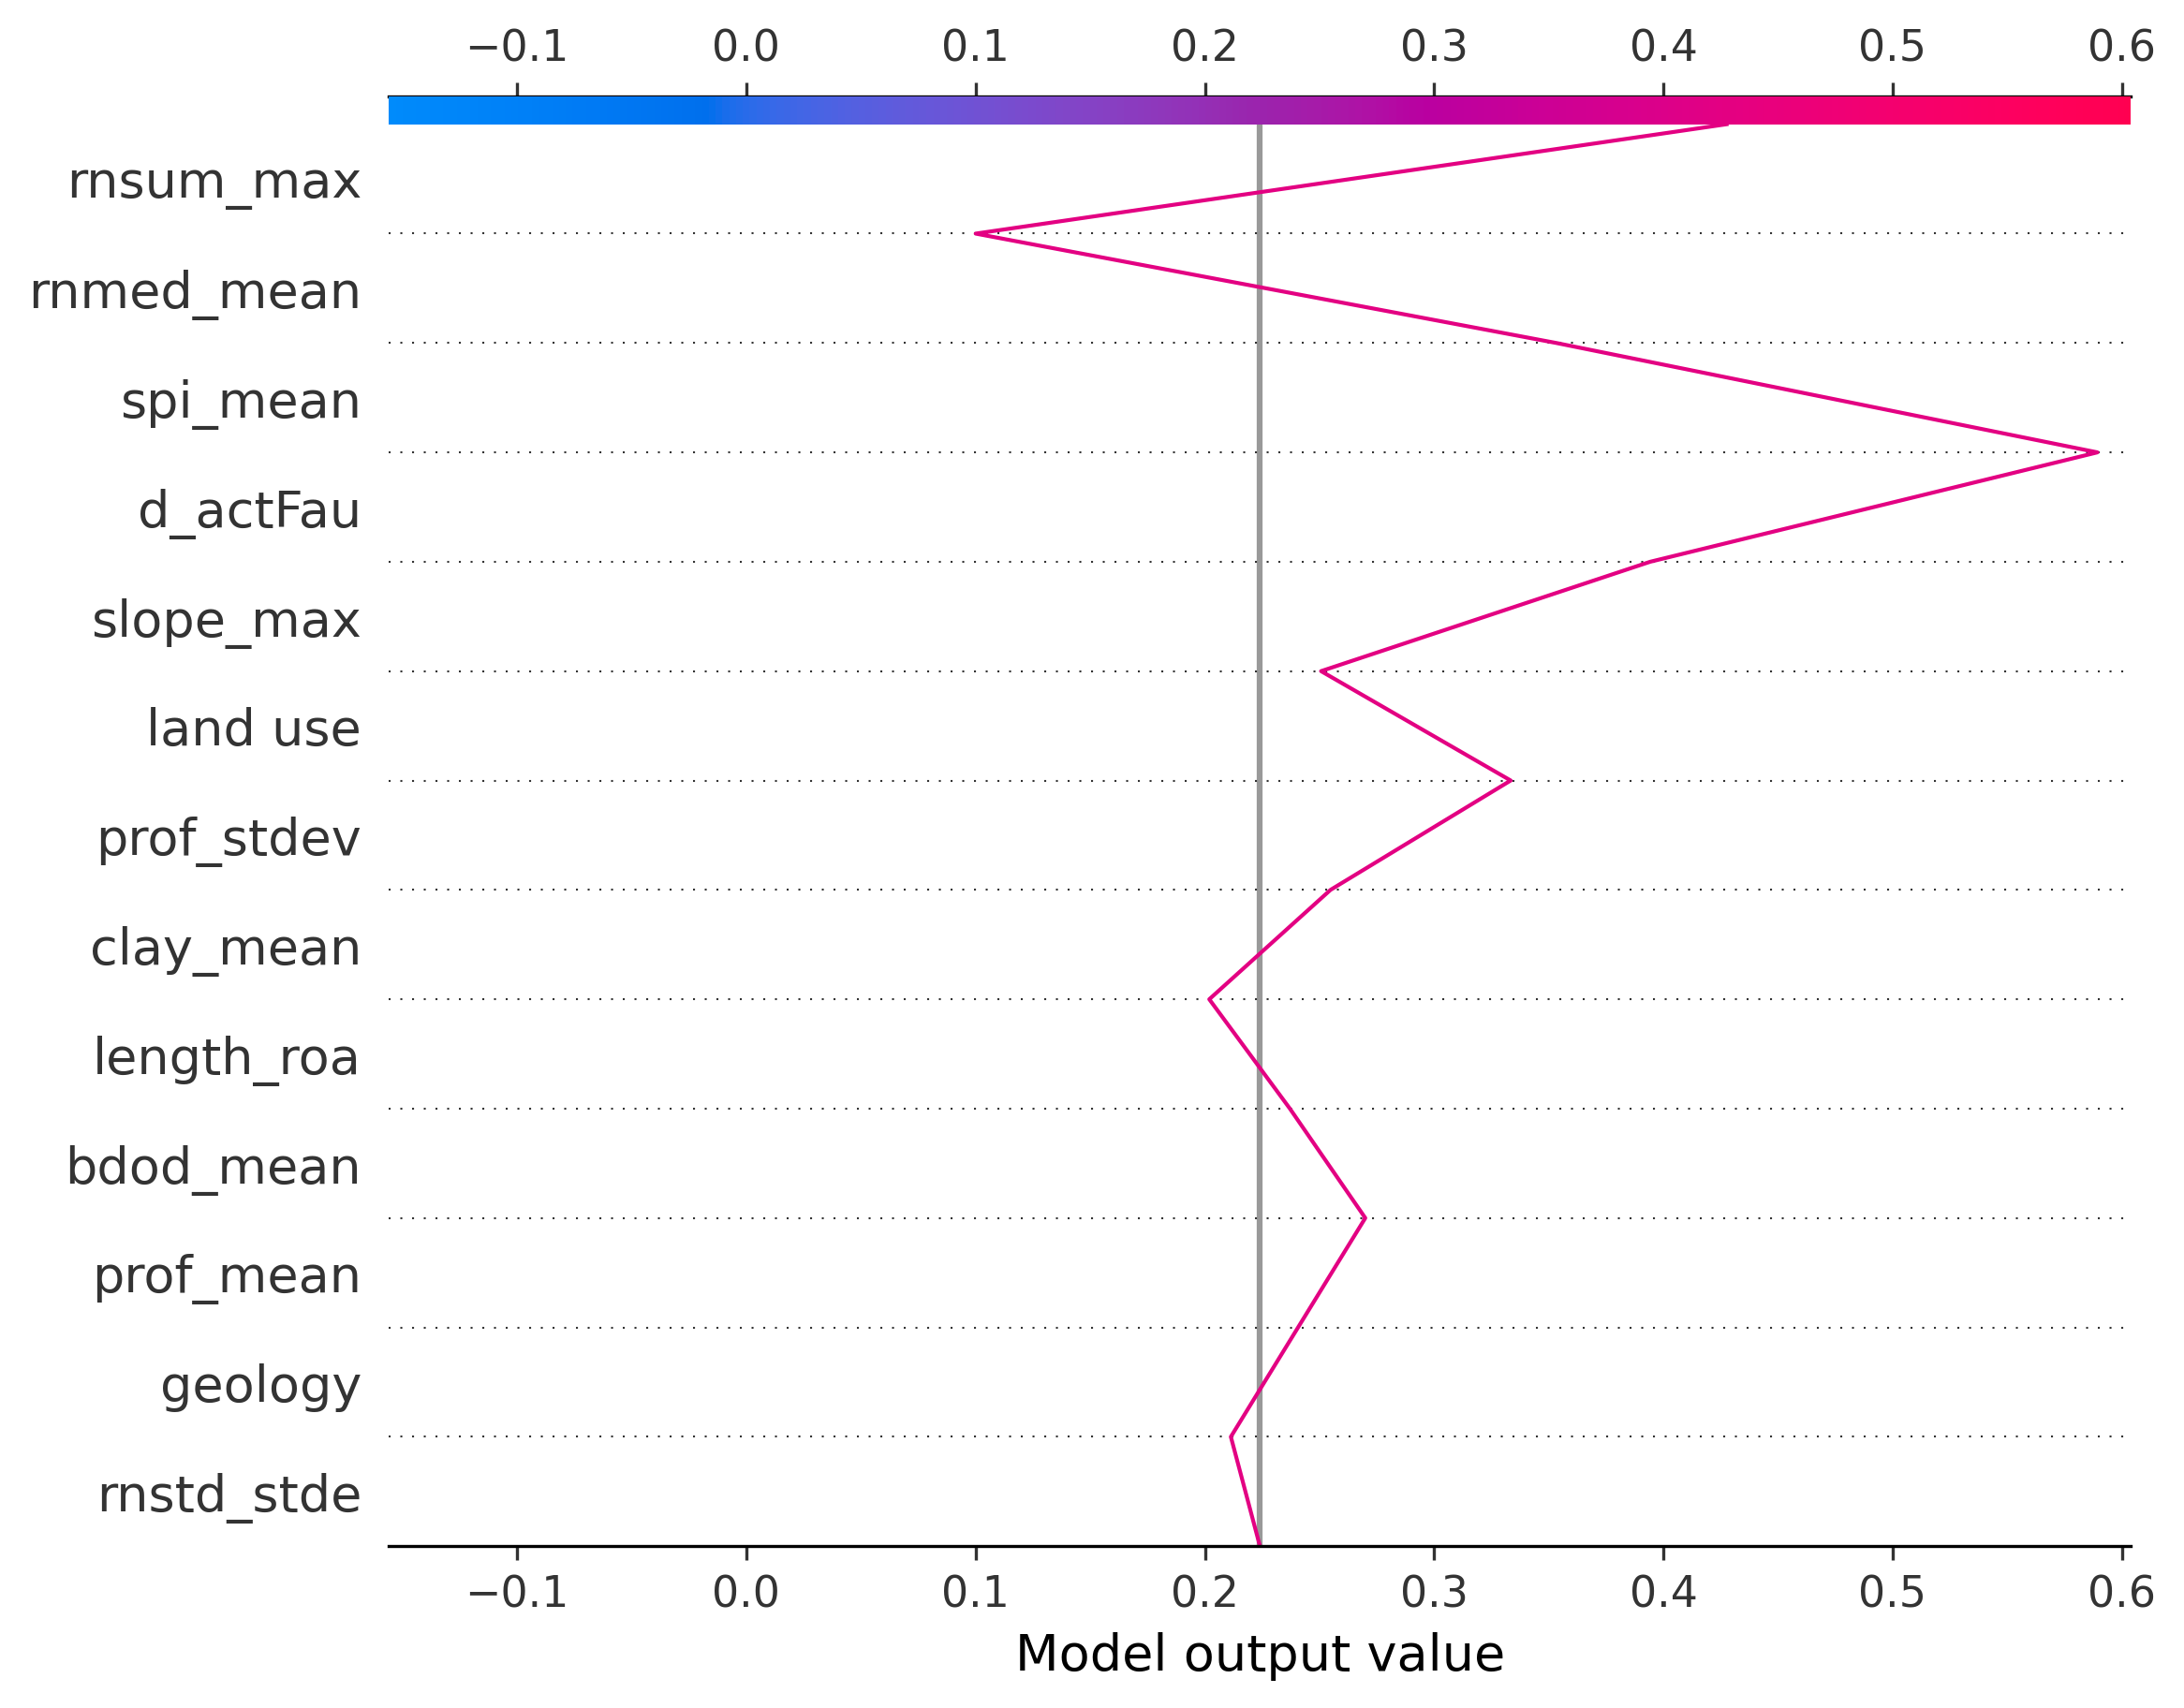 −0.1 0.0 0.1 0.2 0.3 0.4 0.5 0.6
rnsum_max
rnmed_mean
spi_mean
d_actFau
slope_max
land use
prof_stdev
clay_mean
length_roa
bdod_mean
prof_mean
geology
rnstd_stde
−0.1 0.0 0.1 0.2 0.3 0.4 0.5 0.6
Model output value